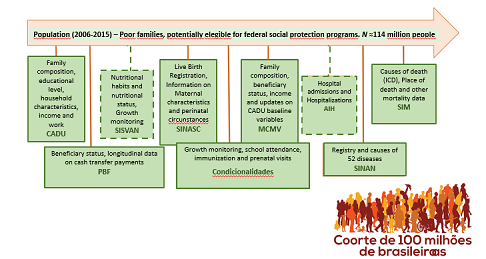 Population (2006-2015) – Poor families, potentially elegible for federal social protection programs. N ≈114 million people
Family
composition,
educational
level,
household
characteristics,
income and
work
CADU
Nutritional
habits and
nutritional
status,
Growth
monitoring
SISVAN
Live Birth
Registration,
Information on
Maternal
characteristics
and perinatal
circumstances
SINASC
Family
composition,
beneficiary
status, income
and updates on
CADU baseline
variables
MCMV
Hospital
admissions and
Hospitalizations
AIH
Causes of death
(ICD), Place of
death and other
mortality data
SIM
Beneficiary status, longitudinal data
on cash transfer payments
PBF
Growth monitoring, school attendance,
immunization and prenatal visits
Condicionalidades
Registry and causes of
52 diseases
SINAN
Coorte de 100 milhões
de brasileiros